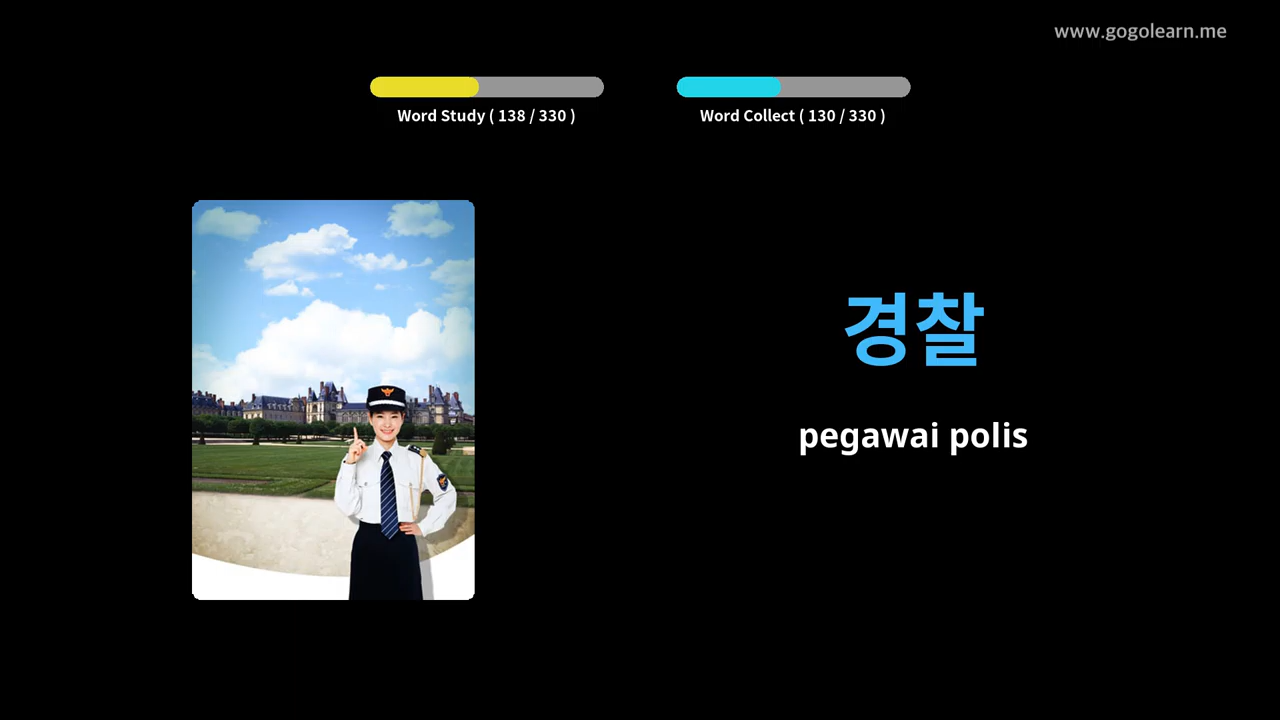 www.gogolearn.me
Word Study ( 138 / 330 )
Word Collect ( 130 / 330 )
경찰
pegawai polis